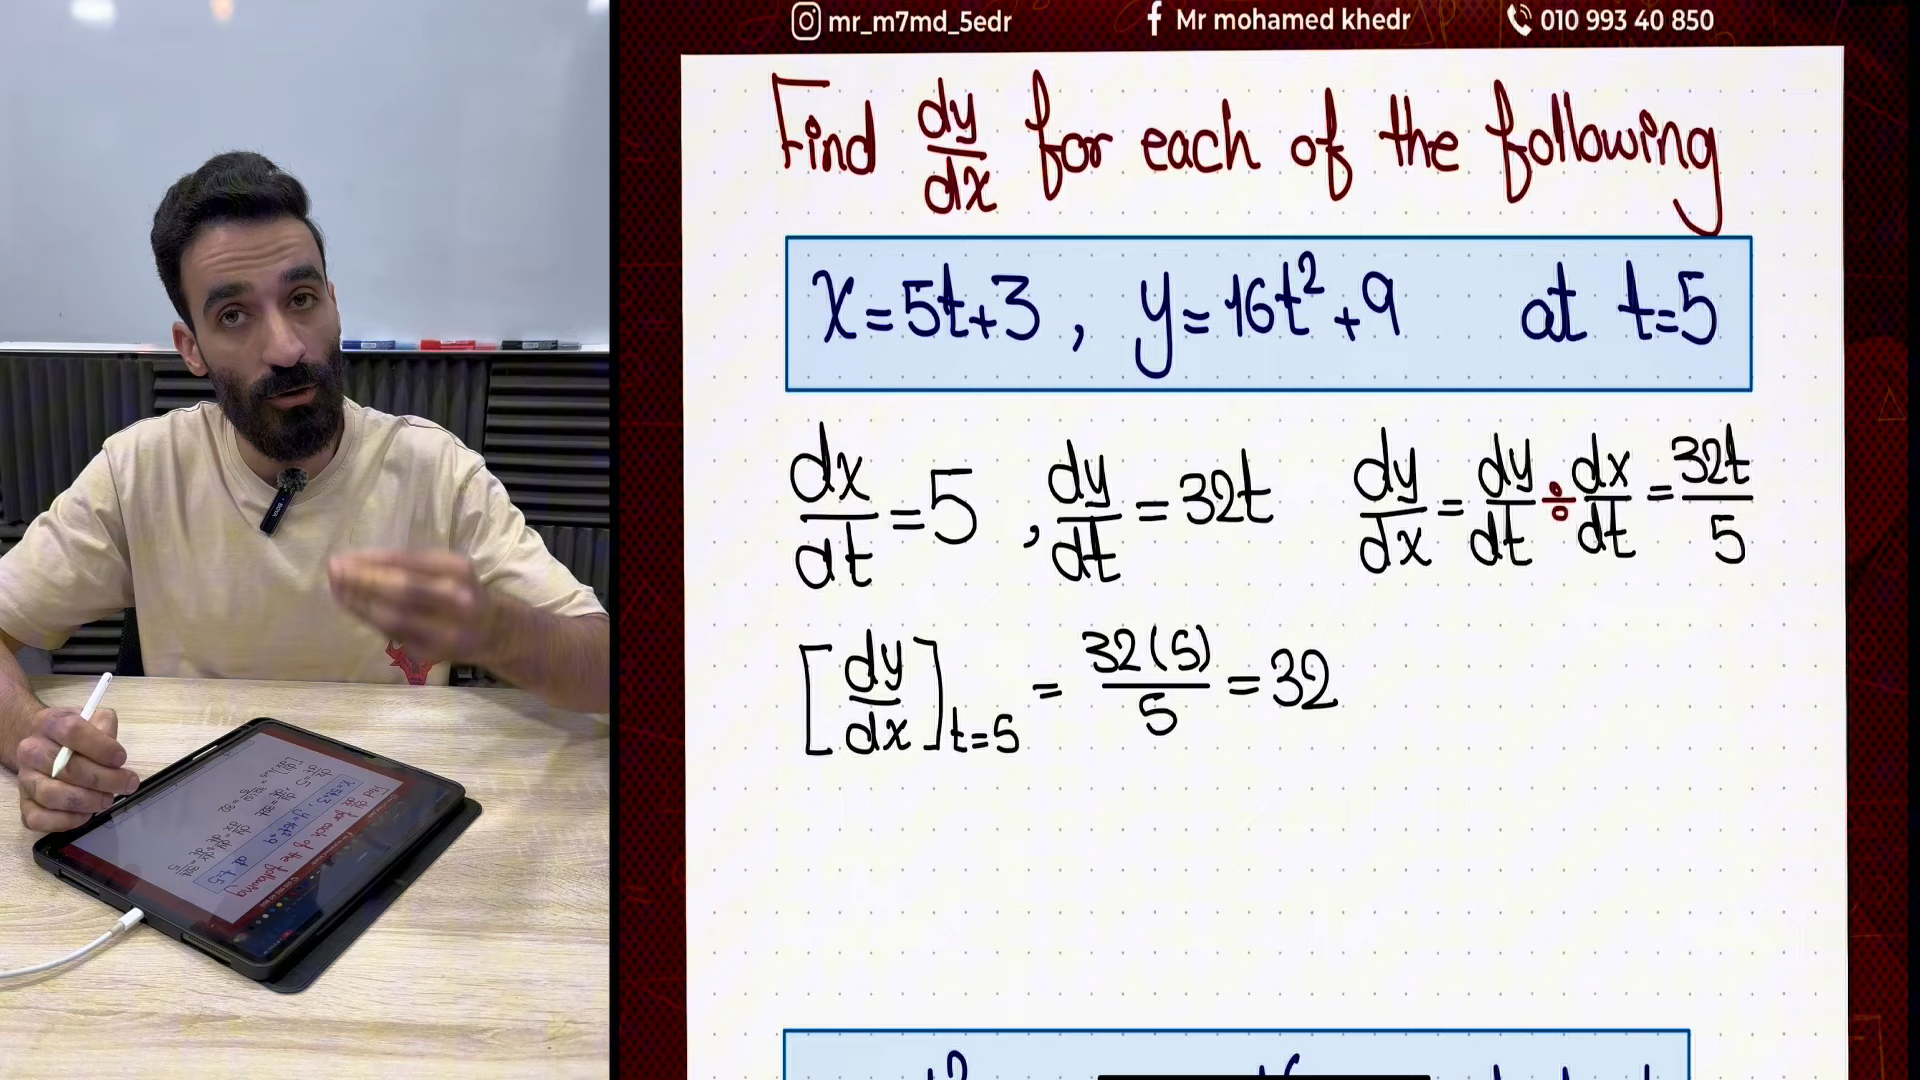 mr_m7md_5edr Mr mohamed khedr 010 993 40 850
Find dy/dx for each of the following
x=5t+3, y=16t²+9 at t=5
dx/dt=5, dy/dt=32t dy/dx=dy/dt÷dx/dt=32t/5
[dy/dx]t=5 = 32(5)/5=32